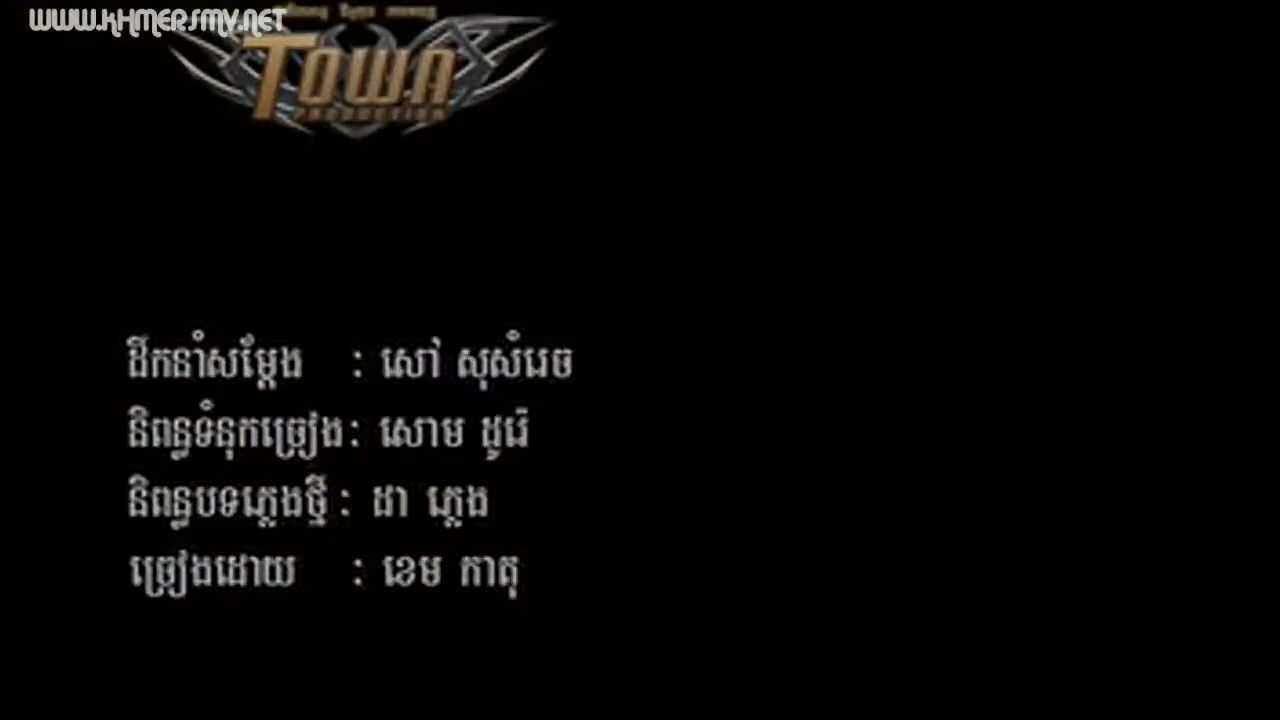 WWW.KHMERSMV.NET
TOWN
PRODUCTION
ដឹកនាំសម្តែង : សៅ សុសំរេច
និពន្ធទំនុកច្រៀង : សោម ដូរ៉េ
និពន្ធបទភ្លេងថ្មី : ដា ភ្លេង
ច្រៀងដោយ : ខេម កាតុ